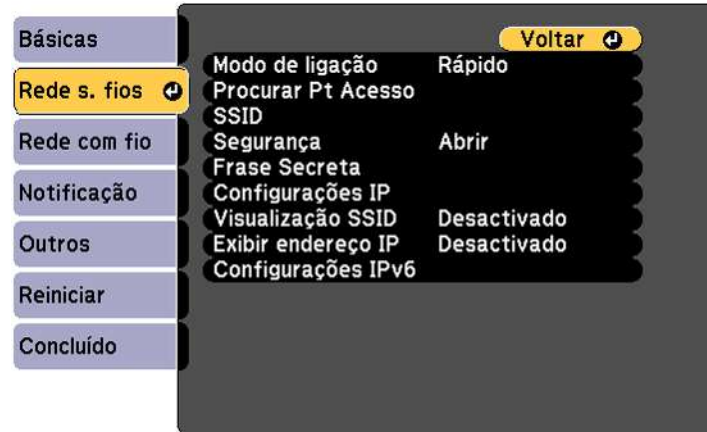 Básicas
Rede s. fios
Rede com fio
Notificação
Outros
Reiniciar
Concluído
Voltar
Modo de ligação Rápido
Procurar Pt Acesso
SSID
Segurança Abrir
Frase Secreta
Configurações IP
Visualização SSID Desactivado
Exibir endereço IP Desactivado
Configurações IPv6